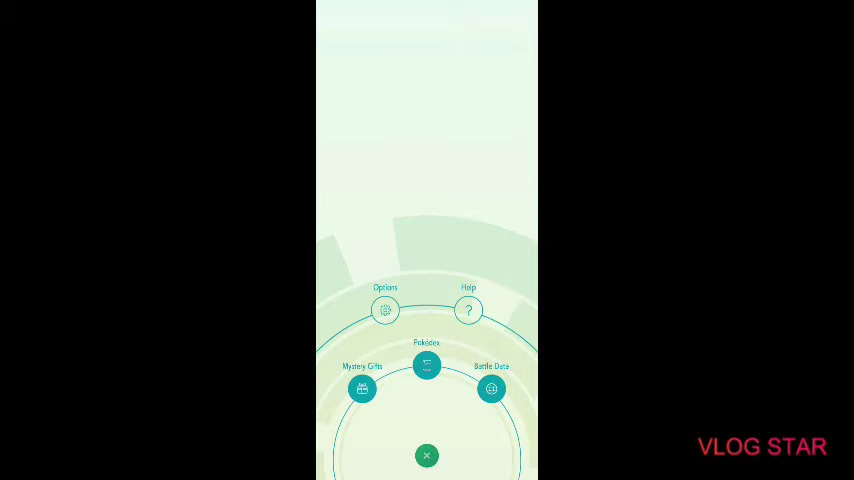 Options
Help
Pokédex
Mystery Gifts
Battle Data
VLOG STAR